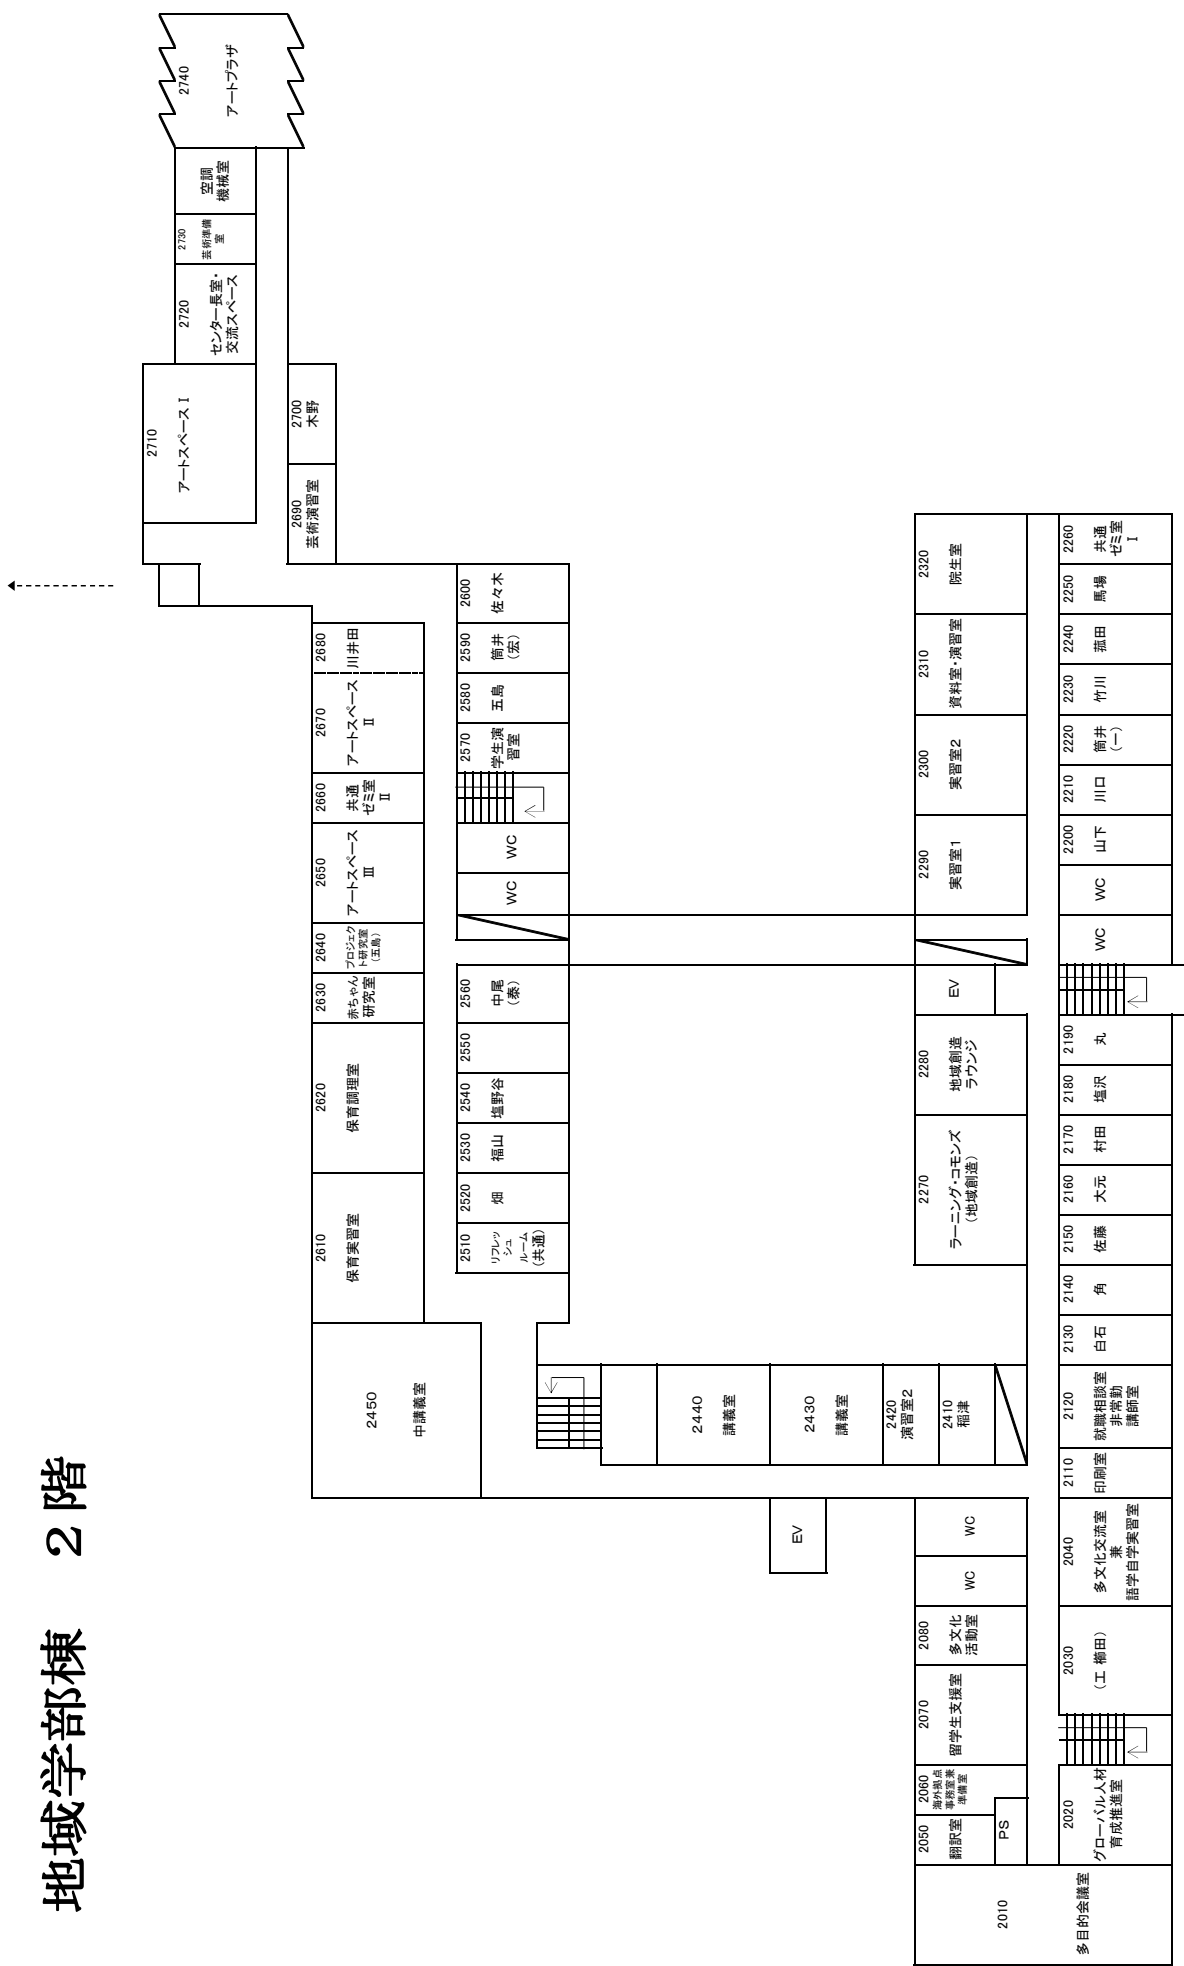 地域学部棟　２階
2740
アートプラザ
空調
機械室
2730
芸術準備
室
2720
センター長室・
交流スペース
2710
アートスペースⅠ
2700
木野
2690
芸術演習室
2680
川井田
2670
アートスペース
Ⅱ
2660
共通
ゼミ室
Ⅱ
2650
アートスペース
Ⅲ
2640
プロジェク
ト研究室
（五島）
2630
赤ちゃん
研究室
2620
保育調理室
2610
保育実習室
2600
佐々木
2590
筒井
（宏）
2580
五島
2570
学生演
習室
WC
WC
2560
中尾
（泰）
2550
2540
塩野谷
2530
福山
2520
畑
2510
リフレッ
シュ
ルーム
（共通）
2450
中講義室
2440
講義室
2430
講義室
2420
演習室2
2410
稲津
EV
2320
院生室
2310
資料室・演習室
2300
実習室2
2290
実習室1
EV
2280
地域創造
ラウンジ
2270
ラーニング・コモンズ
（地域創造）
2260
共通
ゼミ室
Ⅰ
2250
馬場
2240
菰田
2230
竹川
2220
筒井
（一）
2210
川口
2200
山下
WC
WC
2190
丸
2180
塩沢
2170
村田
2160
大元
2150
佐藤
2140
角
2130
白石
2120
就職相談室
非常勤
講師室
2110
印刷室
WC
WC
2080
多文化
活動室
2070
留学生支援室
2060
海外拠点
事務室兼
準備室
2050
翻訳室
PS
2040
多文化交流室
兼
語学自学実習室
2030
（工 櫛田）
2020
グローバル人材
育成推進室
2010
多目的会議室